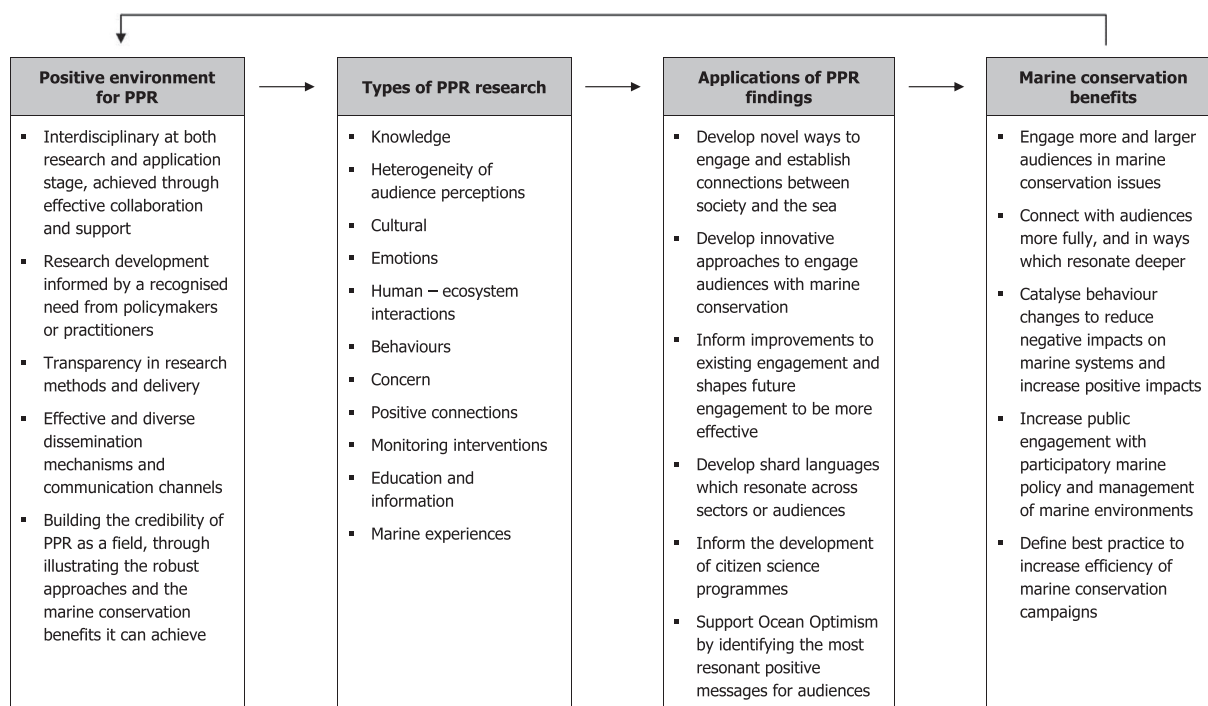 Positive environment
for PPR
▪ Interdisciplinary at both
research and application
stage, achieved through
effective collaboration
and support
▪ Research development
informed by a recognised
need from policymakers
or practitioners
▪ Transparency in research
methods and delivery
▪ Effective and diverse
dissemination
mechanisms and
communication channels
▪ Building the credibility of
PPR as a field, through
illustrating the robust
approaches and the
marine conservation
benefits it can achieve
Types of PPR research
▪ Knowledge
▪ Heterogeneity of
audience perceptions
▪ Cultural
▪ Emotions
▪ Human – ecosystem
interactions
▪ Behaviours
▪ Concern
▪ Positive connections
▪ Monitoring interventions
▪ Education and
information
▪ Marine experiences
Applications of PPR
findings
▪ Develop novel ways to
engage and establish
connections between
society and the sea
▪ Develop innovative
approaches to engage
audiences with marine
conservation
▪ Inform improvements to
existing engagement and
shapes future
engagement to be more
effective
▪ Develop shard languages
which resonate across
sectors or audiences
▪ Inform the development
of citizen science
programmes
▪ Support Ocean Optimism
by identifying the most
resonant positive
messages for audiences
Marine conservation
benefits
▪ Engage more and larger
audiences in marine
conservation issues
▪ Connect with audiences
more fully, and in ways
which resonate deeper
▪ Catalyse behaviour
changes to reduce
negative impacts on
marine systems and
increase positive impacts
▪ Increase public
engagement with
participatory marine
policy and management
of marine environments
▪ Define best practice to
increase efficiency of
marine conservation
campaigns